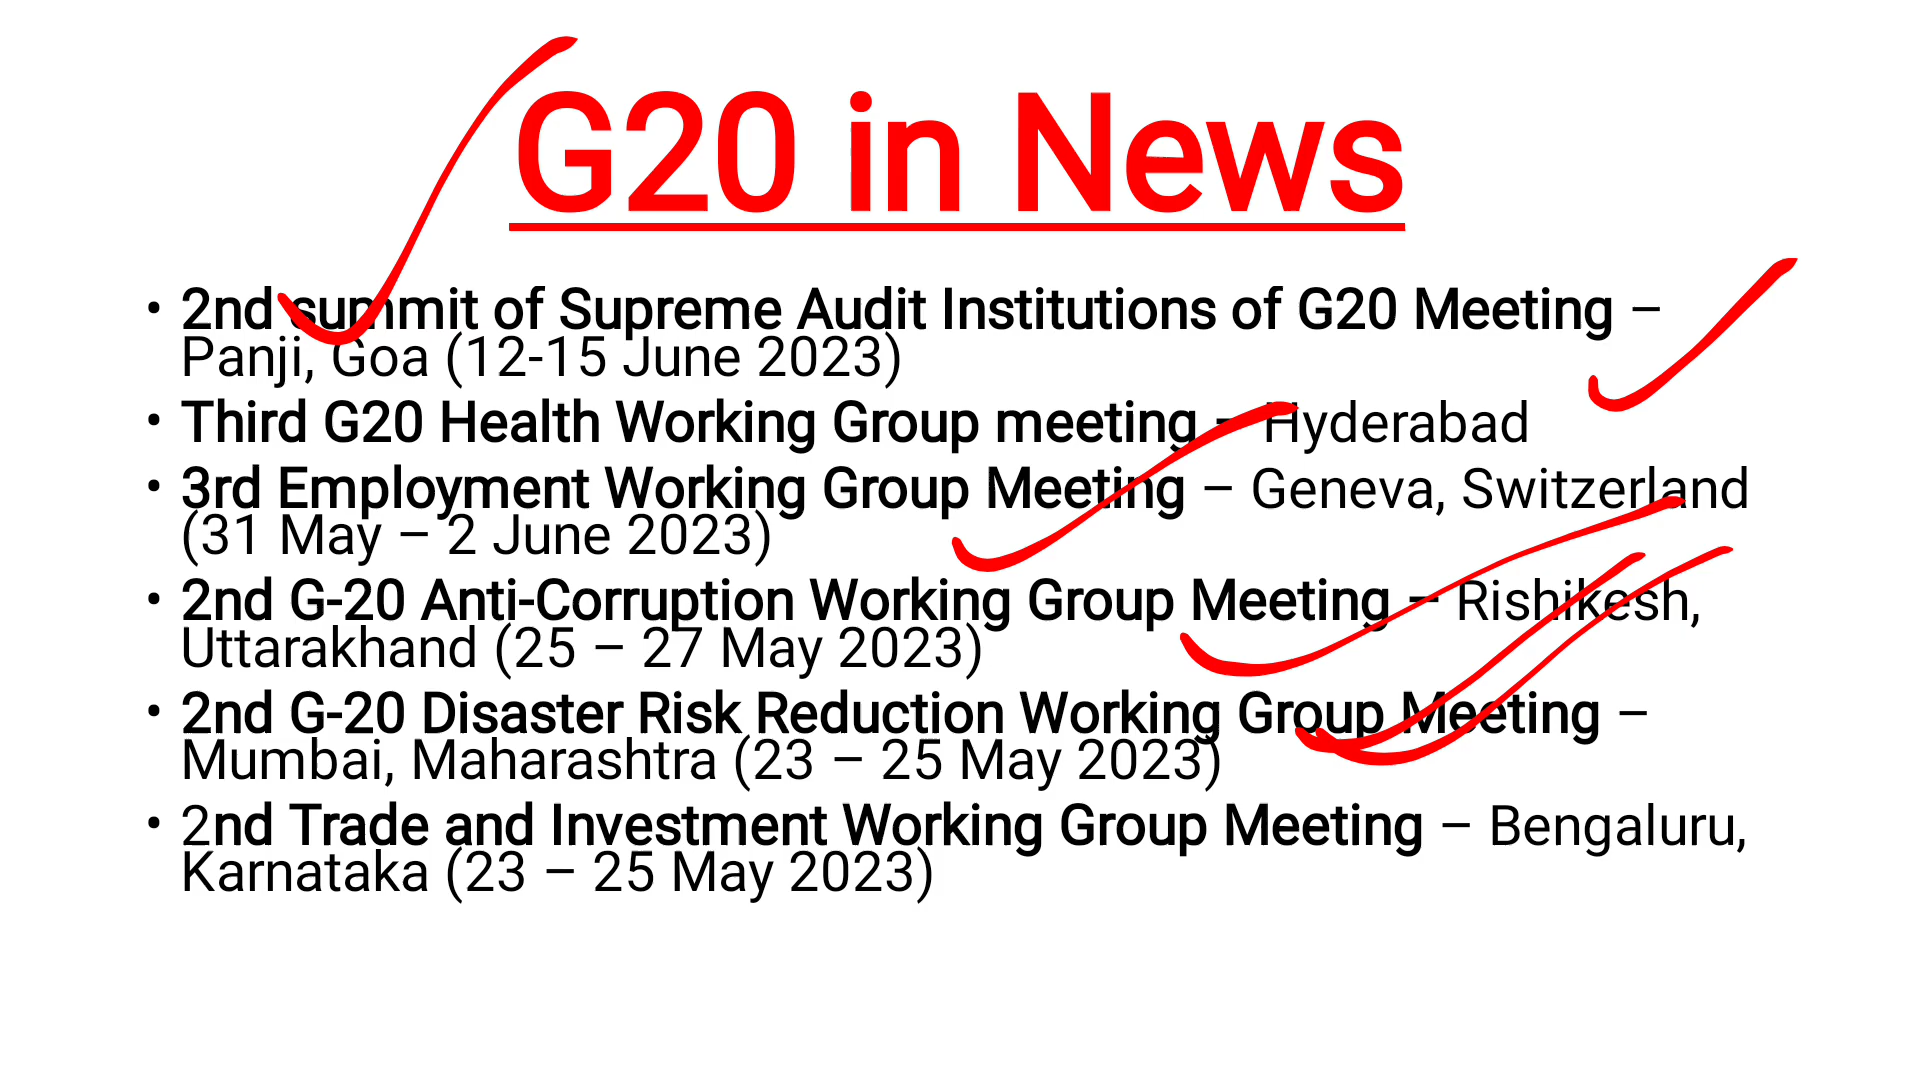 G20 in News
• 2nd summit of Supreme Audit Institutions of G20 Meeting –
Panji, Goa (12-15 June 2023)
• Third G20 Health Working Group meeting – Hyderabad
• 3rd Employment Working Group Meeting – Geneva, Switzerland
(31 May – 2 June 2023)
• 2nd G-20 Anti-Corruption Working Group Meeting – Rishikesh,
Uttarakhand (25 – 27 May 2023)
• 2nd G-20 Disaster Risk Reduction Working Group Meeting –
Mumbai, Maharashtra (23 – 25 May 2023)
• 2nd Trade and Investment Working Group Meeting – Bengaluru,
Karnataka (23 – 25 May 2023)